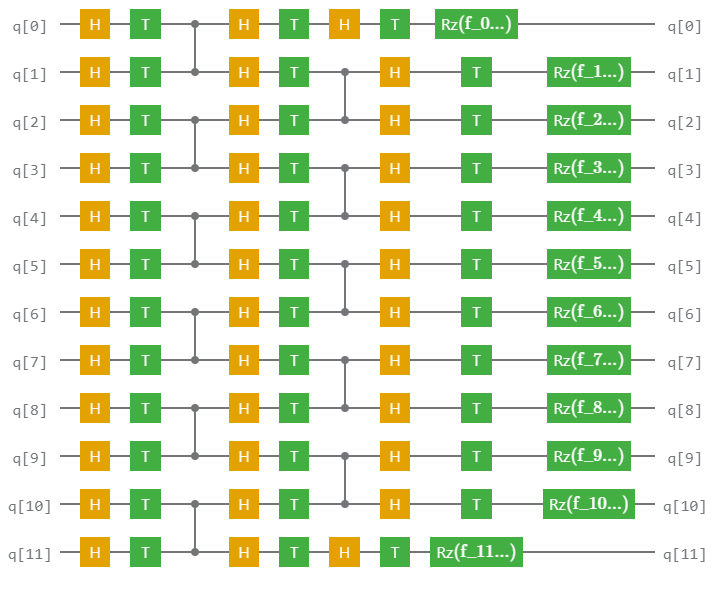 q[0] H T H T H T Rz(f_0...) q[0]
q[1] H T H T H T Rz(f_1...) q[1]
q[2] H T H T H T Rz(f_2...) q[2]
q[3] H T H T H T Rz(f_3...) q[3]
q[4] H T H T H T Rz(f_4...) q[4]
q[5] H T H T H T Rz(f_5...) q[5]
q[6] H T H T H T Rz(f_6...) q[6]
q[7] H T H T H T Rz(f_7...) q[7]
q[8] H T H T H T Rz(f_8...) q[8]
q[9] H T H T H T Rz(f_9...) q[9]
q[10] H T H T H T Rz(f_10...) q[10]
q[11] H T H T H T Rz(f_11...) q[11]